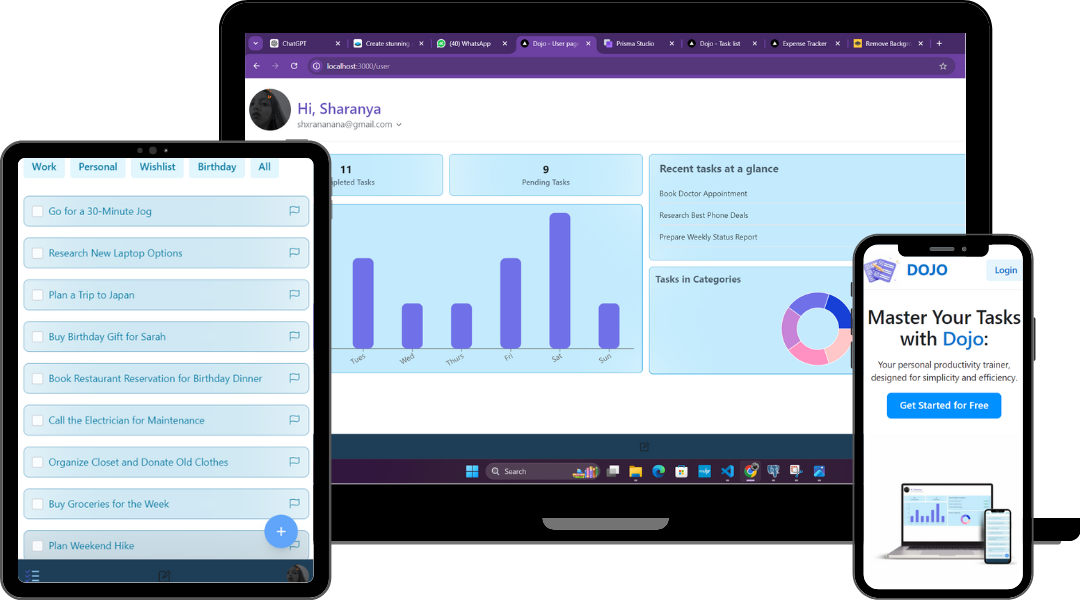 ChatGPT
Create stunning
(40) WhatsApp
Dojo - User page
Prisma Studio
Dojo - Task list
Expense Tracker
Remove Backgr
localhost:3000/user
Hi, Sharanya
shxrananana@gmail.com
11
pleted Tasks
9
Pending Tasks
Tues
Wed
Thurs
Fri
Sat
Sun
Recent tasks at a glance
Book Doctor Appointment
Research Best Phone Deals
Prepare Weekly Status Report
Tasks in Categories
Search
Work Personal Wishlist Birthday All
Go for a 30-Minute Jog
Research New Laptop Options
Plan a Trip to Japan
Buy Birthday Gift for Sarah
Book Restaurant Reservation for Birthday Dinner
Call the Electrician for Maintenance
Organize Closet and Donate Old Clothes
Buy Groceries for the Week
Plan Weekend Hike
+
DOJO
Login
Master Your Tasks
with Dojo:
Your personal productivity trainer,
designed for simplicity and efficiency.
Get Started for Free